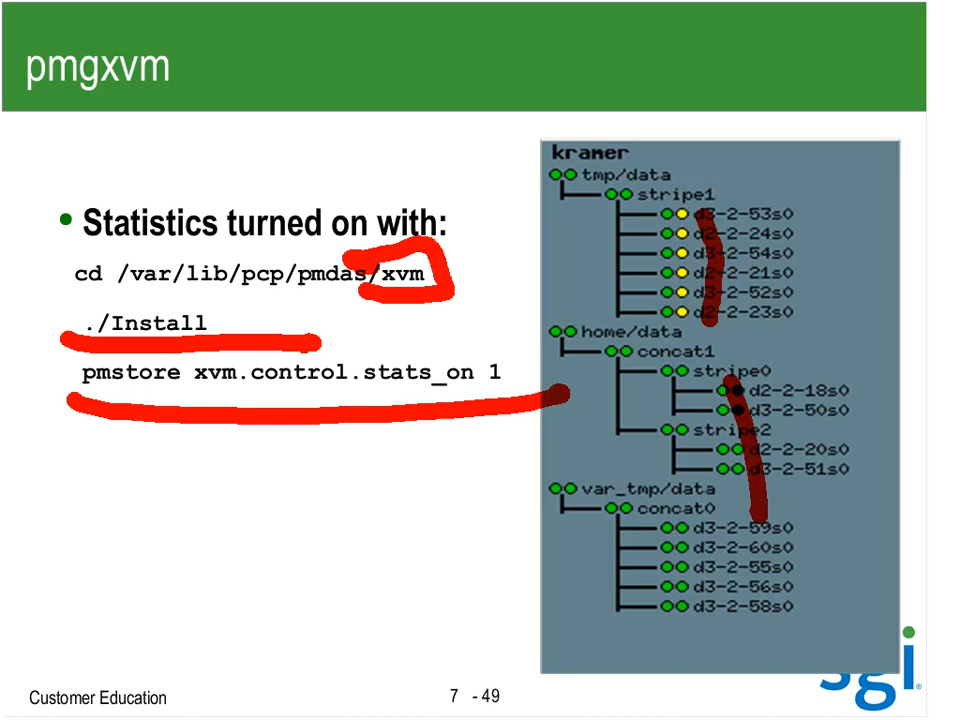 pmgxvm
• Statistics turned on with:
cd /var/lib/pcp/pmdas/xvm
./Install
pmstore xvm.control.stats_on 1
kramer
tmp/data
stripe1
d3-2-53s0
d2-2-24s0
d3-2-54s0
d2-2-21s0
d3-2-52s0
d2-2-23s0
home/data
concat1
stripe0
d2-2-18s0
d3-2-50s0
stripe2
d2-2-20s0
d3-2-51s0
var_tmp/data
concat0
d3-2-59s0
d3-2-60s0
d3-2-55s0
d3-2-56s0
d3-2-58s0
sgi®
Customer Education
7 - 49